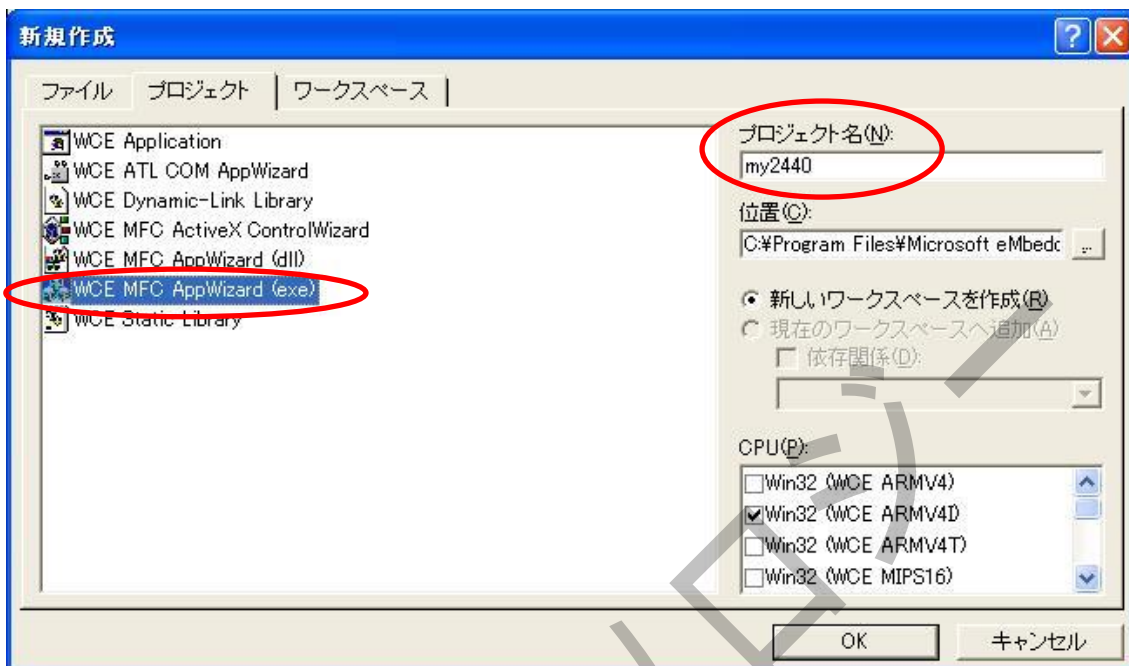 新規作成
ファイル プロジェクト ワークスペース
WCE Application
WCE ATL COM AppWizard
WCE Dynamic-Link Library
WCE MFC ActiveX ControlWizard
WCE MFC AppWizard (dll)
WCE MFC AppWizard (exe)
WCE Static Library
プロジェクト名(N):
my2440
位置(C):
C:¥Program Files¥Microsoft eMbedc ...
新しいワークスペースを作成(R)
現在のワークスペースへ追加(A)
依存関係(D):
CPU(P):
Win32 (WCE ARMV4)
Win32 (WCE ARMV4I)
Win32 (WCE ARMV4T)
Win32 (WCE MIPS16)
OK キャンセル